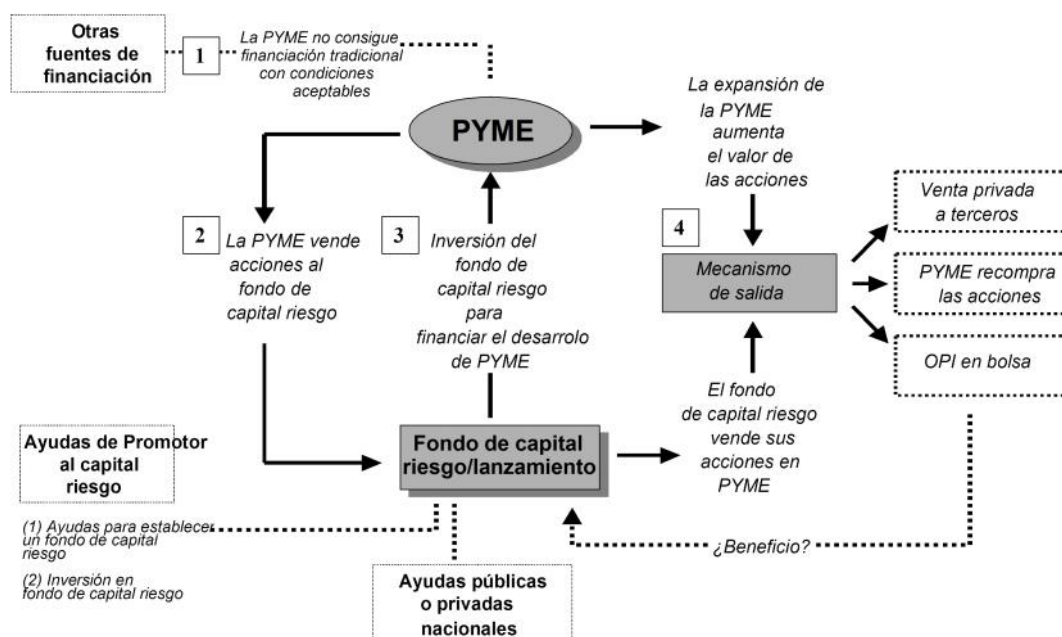 Otras
fuentes de
financiación
1
La PYME no consigue
financiación tradicional
con condiciones
aceptables
PYME
La expansión de
la PYME
aumenta
el valor de
las acciones
2
La PYME vende
acciones al
fondo de
capital riesgo
3
Inversión del
fondo de
capital riesgo
para
financiar el desarrolo
de PYME
4
Mecanismo
de salida
Venta privada
a terceros
PYME recompra
las acciones
OPI en bolsa
Ayudas de Promotor
al capital
riesgo
(1) Ayudas para establecer
un fondo de capital
riesgo
(2) Inversión en
fondo de capital riesgo
Fondo de capital
riesgo/lanzamiento
El fondo
de capital riesgo
vende sus
acciones en
PYME
¿Beneficio?
Ayudas públicas
o privadas
nacionales